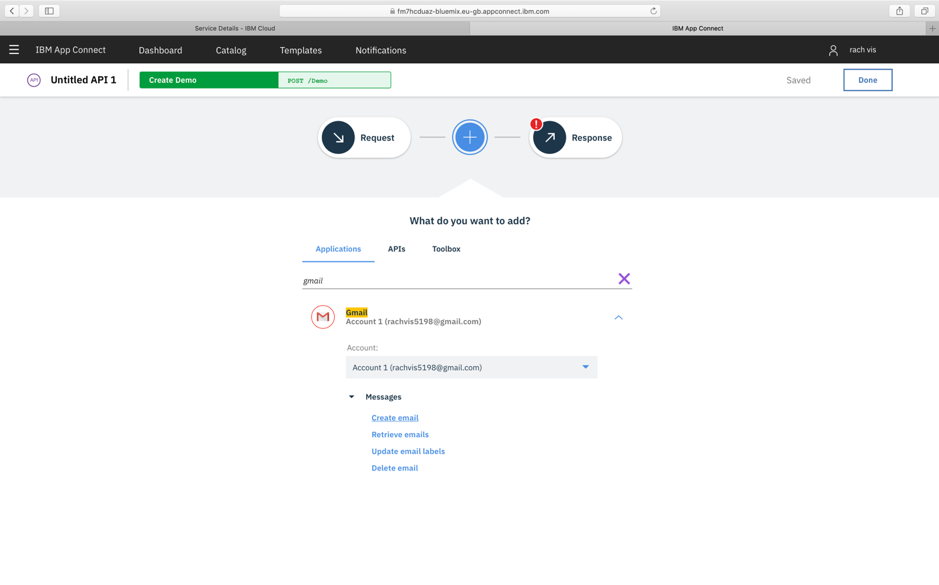 fm7hcduaz-bluemix.eu-gb.appconnect.ibm.com
Service Details - IBM Cloud
IBM App Connect
IBM App Connect
Dashboard
Catalog
Templates
Notifications
rach vis
API
Untitled API 1
Create Demo
POST /Demo
Saved
Done
Request
!
Response
What do you want to add?
Applications
APIs
Toolbox
gmail
Gmail
Account 1 (rachvis5198@gmail.com)
Account:
Account 1 (rachvis5198@gmail.com)
Messages
Create email
Retrieve emails
Update email labels
Delete email